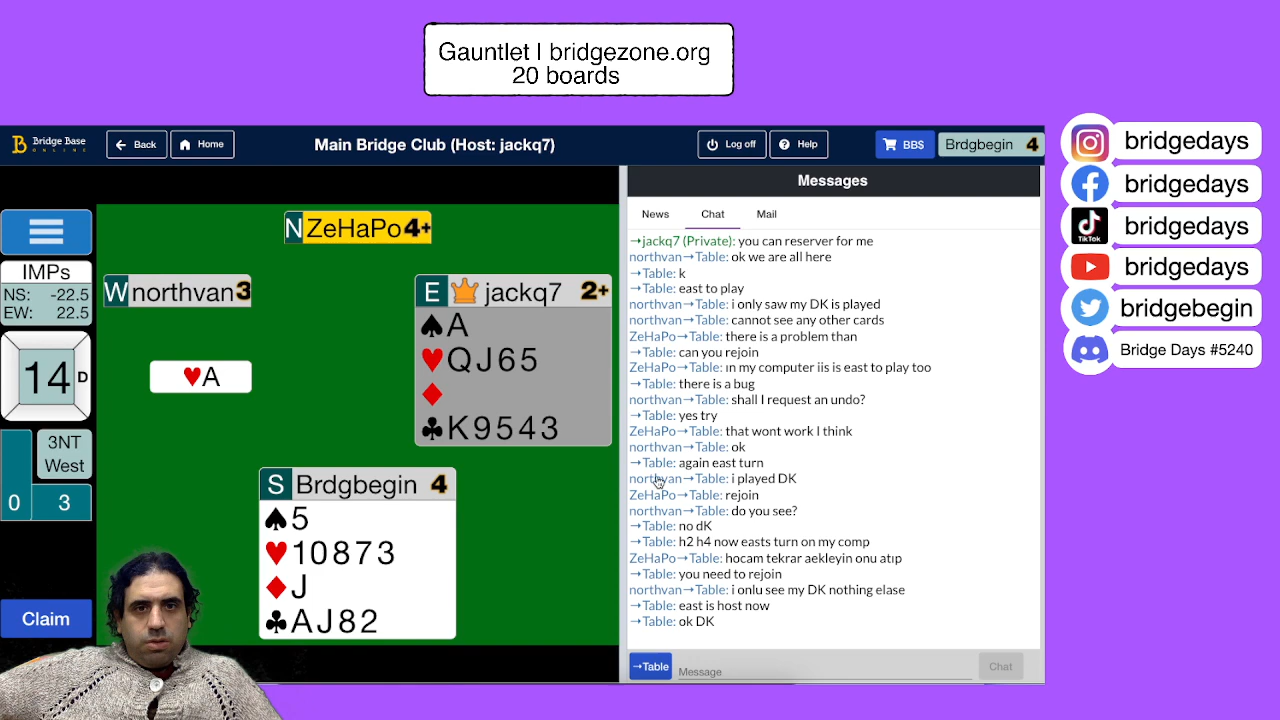 Gauntlet I bridgezone.org
20 boards
Bridge Base
ONLINE
Back
Home
Main Bridge Club (Host: jackq7)
Log off
Help
BB$
Brdgbegin 4
IMPs
NS: -22.5
EW: 22.5
14 D
3NT
West
0 3
Claim
N ZeHaPo 4+
W northvan 3
♥A
E jackq7 2+
♠A
♥QJ65
♦
♣K9543
S Brdgbegin 4
♠5
♥10873
♦J
♣AJ82
Messages
News Chat Mail
→jackq7 (Private): you can reserver for me
northvan→Table: ok we are all here
→Table: k
→Table: east to play
northvan→Table: i only saw my DK is played
northvan→Table: cannot see any other cards
ZeHaPo→Table: there is a problem than
→Table: can you rejoin
ZeHaPo→Table: ın my computer iis is east to play too
→Table: there is a bug
northvan→Table: shall I request an undo?
→Table: yes try
ZeHaPo→Table: that wont work I think
northvan→Table: ok
→Table: again east turn
northvan→Table: i played DK
ZeHaPo→Table: rejoin
northvan→Table: do you see?
→Table: no dK
→Table: h2 h4 now easts turn on my comp
ZeHaPo→Table: hocam tekrar aekleyin onu atıp
→Table: you need to rejoin
northvan→Table: i onlu see my DK nothing elase
→Table: east is host now
→Table: ok DK
→Table
Message
Chat
bridgedays
bridgedays
TikTok
bridgedays
bridgedays
bridgebegin
Bridge Days #5240